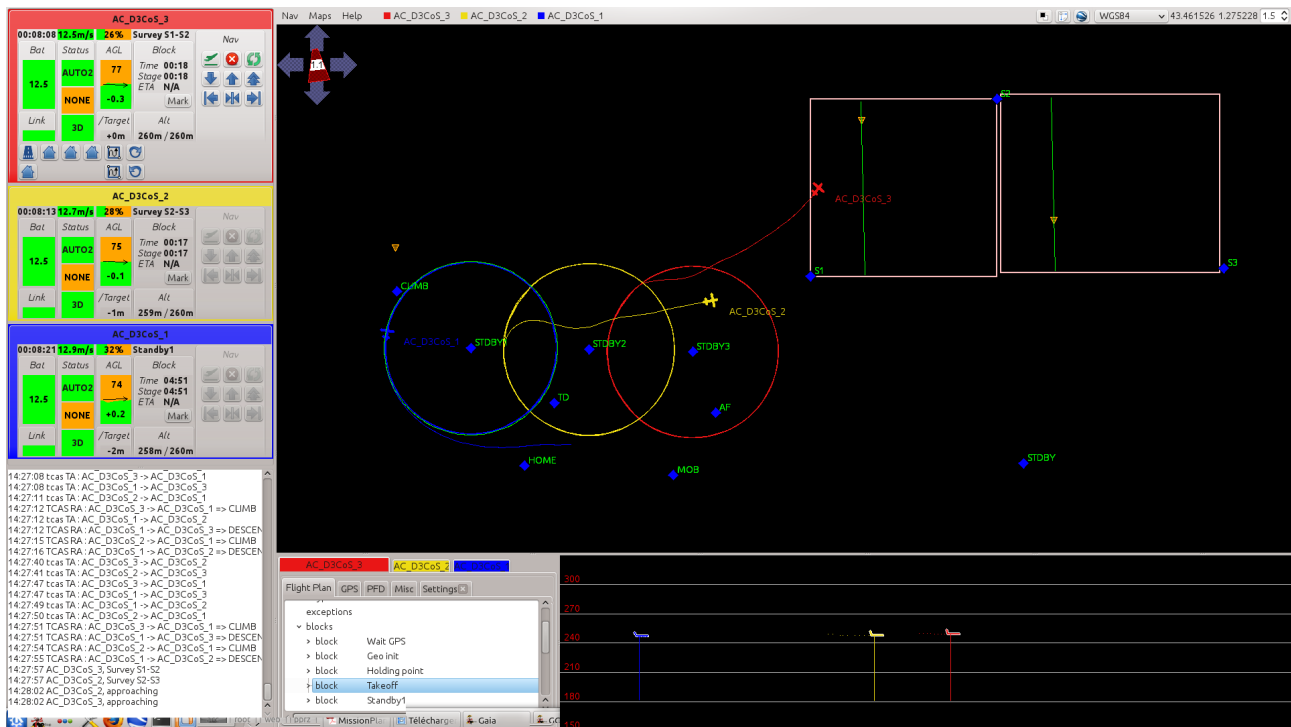 AC_D3CoS_3
00:08:08 12.5m/s 26% Survey S1-S2
Bat Status AGL Block Nav
12.5 AUTO2 77 Time 00:18
Stage 00:18
ETA N/A
NONE -0.3 Mark
Link 3D /Target Alt
+0m 260m/260m
AC_D3CoS_2
00:08:13 12.7m/s 28% Survey S2-S3
Bat Status AGL Block Nav
12.5 AUTO2 75 Time 00:17
Stage 00:17
ETA N/A
NONE -0.1 Mark
Link 3D /Target Alt
-1m 259m/260m
AC_D3CoS_1
00:08:21 12.9m/s 32% Standby1
Bat Status AGL Block Nav
12.5 AUTO2 74 Time 04:51
Stage 04:51
ETA N/A
NONE +0.2 Mark
Link 3D /Target Alt
-2m 258m/260m
14:27:08 tcas TA: AC_D3CoS_3 -> AC_D3CoS_1
14:27:08 tcas TA: AC_D3CoS_1 -> AC_D3CoS_3
14:27:11 tcas TA: AC_D3CoS_2 -> AC_D3CoS_1
14:27:12 TCAS RA: AC_D3CoS_3 -> AC_D3CoS_1 => CLIMB
14:27:12 tcas TA: AC_D3CoS_1 -> AC_D3CoS_2
14:27:12 TCAS RA: AC_D3CoS_1 -> AC_D3CoS_3 => DESCEN
14:27:15 TCAS RA: AC_D3CoS_2 -> AC_D3CoS_1 => CLIMB
14:27:16 TCAS RA: AC_D3CoS_1 -> AC_D3CoS_2 => DESCEN
14:27:40 tcas TA: AC_D3CoS_3 -> AC_D3CoS_2
14:27:41 tcas TA: AC_D3CoS_2 -> AC_D3CoS_3
14:27:47 tcas TA: AC_D3CoS_3 -> AC_D3CoS_1
14:27:47 tcas TA: AC_D3CoS_1 -> AC_D3CoS_3
14:27:49 tcas TA: AC_D3CoS_1 -> AC_D3CoS_2
14:27:50 tcas TA: AC_D3CoS_2 -> AC_D3CoS_1
14:27:51 TCAS RA: AC_D3CoS_3 -> AC_D3CoS_1 => CLIMB
14:27:51 TCAS RA: AC_D3CoS_1 -> AC_D3CoS_3 => DESCEN
14:27:54 TCAS RA: AC_D3CoS_2 -> AC_D3CoS_1 => CLIMB
14:27:55 TCAS RA: AC_D3CoS_1 -> AC_D3CoS_2 => DESCEN
14:27:57 AC_D3CoS_3, Survey S1-S2
14:27:57 AC_D3CoS_2, Survey S2-S3
14:28:02 AC_D3CoS_2, approaching
14:28:02 AC_D3CoS_3, approaching
Nav Maps Help AC_D3CoS_3 AC_D3CoS_2 AC_D3CoS_1 WGS84 43.461526 1.275228 1.5
S2
AC_D3CoS_3
S1
S3
CLIMB
AC_D3CoS_2
AC_D3CoS_1
STDBY1
STDBY2
STDBY3
TD
AF
HOME
MOB
STDBY
AC_D3CoS_3 AC_D3CoS_2
Flight Plan GPS PFD Misc Settings
exceptions
blocks
block Wait GPS
block Geo init
block Holding point
block Takeoff
block Standby1
300
270
240
210
180
150
MissionPla Télécharge Gaia